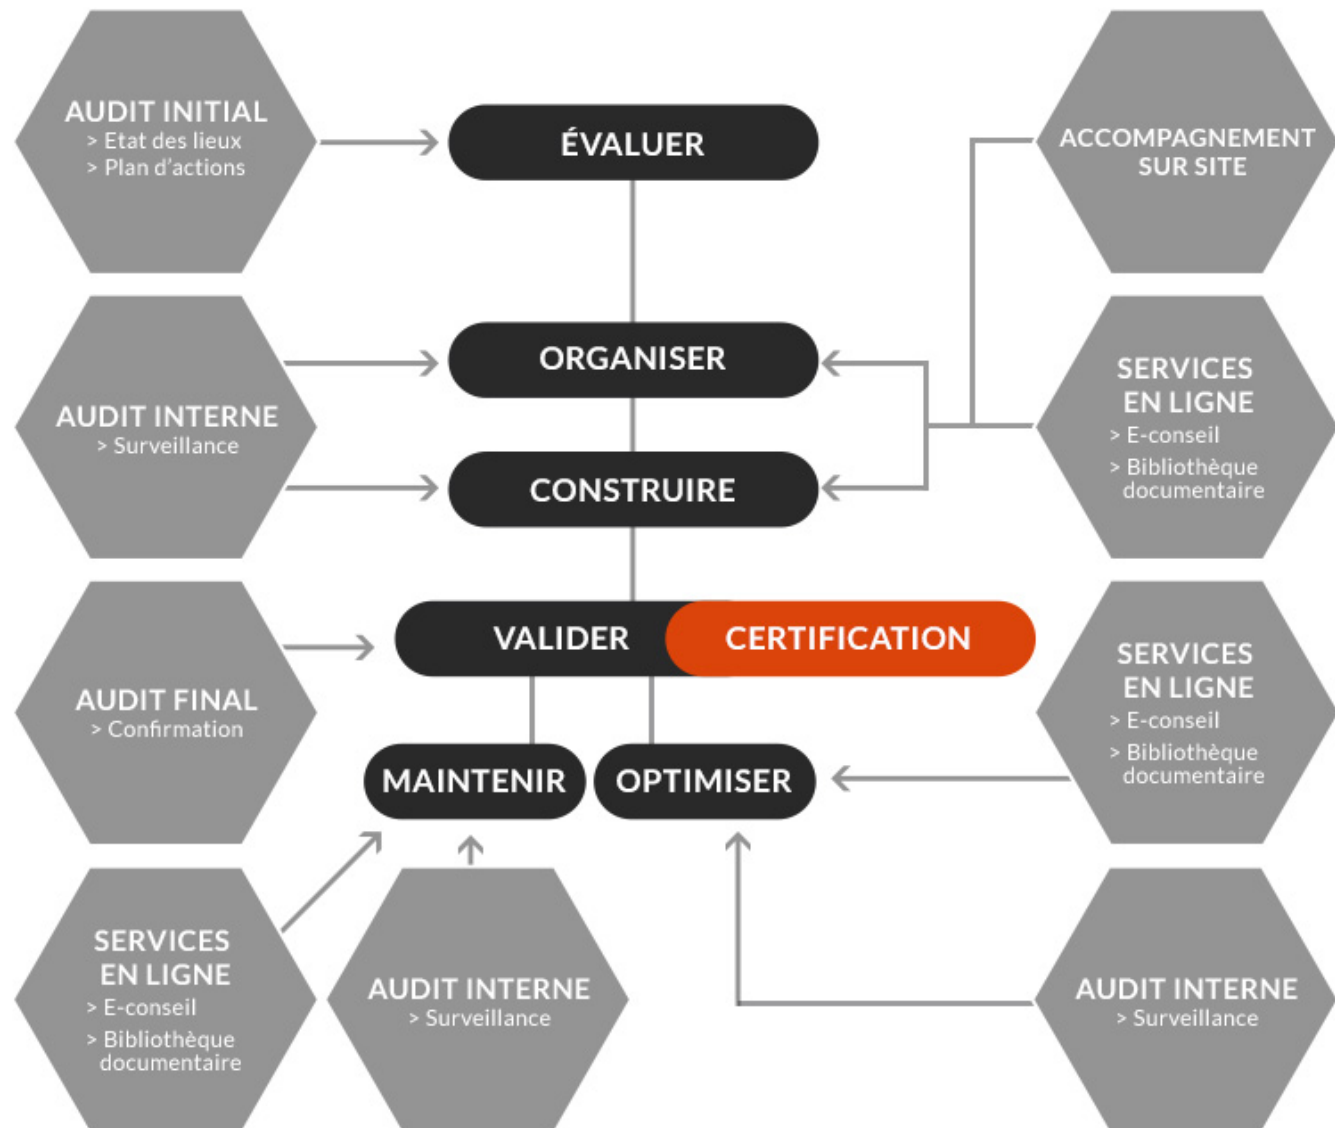 AUDIT INITIAL
> Etat des lieux
> Plan d'actions
ÉVALUER
ACCOMPAGNEMENT
SUR SITE
AUDIT INTERNE
> Surveillance
ORGANISER
CONSTRUIRE
SERVICES
EN LIGNE
> E-conseil
> Bibliothèque
documentaire
AUDIT FINAL
> Confirmation
VALIDER
CERTIFICATION
MAINTENIR
OPTIMISER
SERVICES
EN LIGNE
> E-conseil
> Bibliothèque
documentaire
SERVICES
EN LIGNE
> E-conseil
> Bibliothèque
documentaire
AUDIT INTERNE
> Surveillance
AUDIT INTERNE
> Surveillance